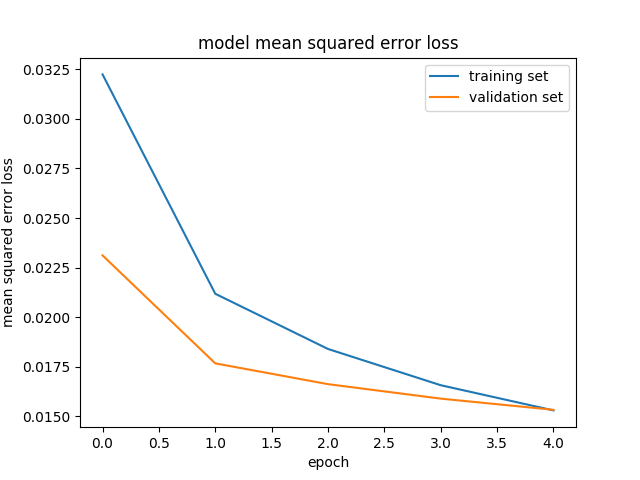 model mean squared error loss
training set
validation set
0.0325
0.0300
0.0275
0.0250
0.0225
0.0200
0.0175
0.0150
mean squared error loss
0.0 0.5 1.0 1.5 2.0 2.5 3.0 3.5 4.0
epoch